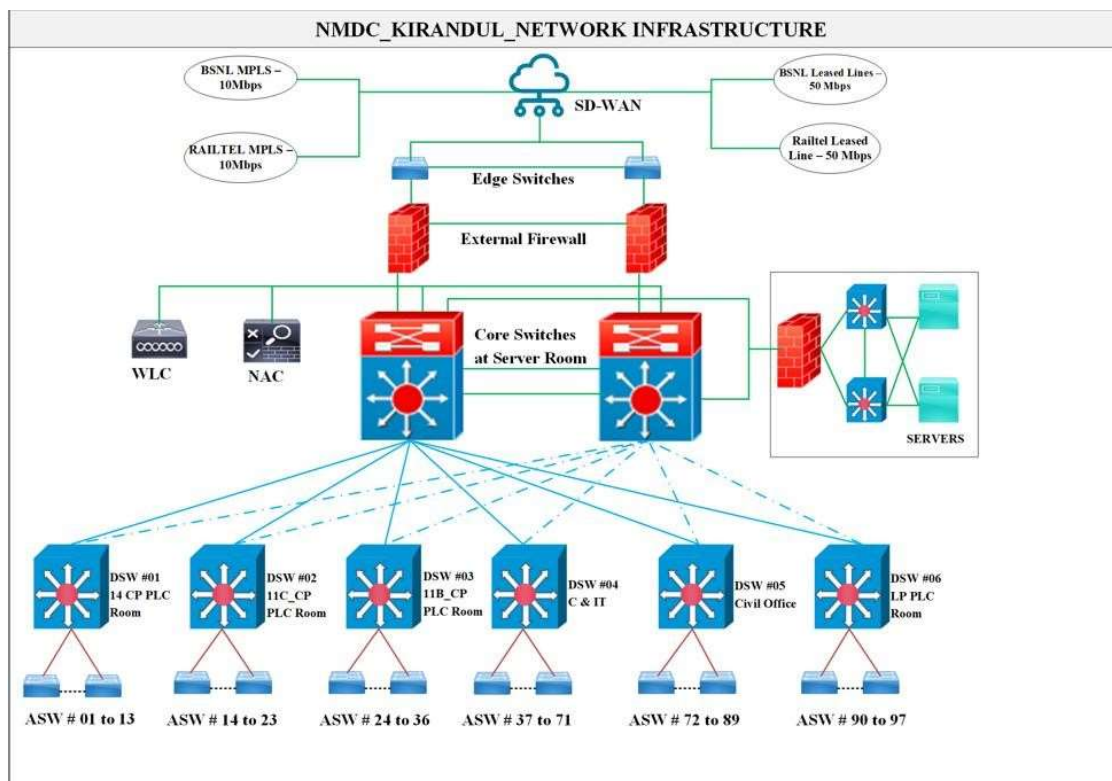 NMDC_KIRANDUL_NETWORK INFRASTRUCTURE
BSNL MPLS –
10Mbps
BSNL Leased Lines –
50 Mbps
SD-WAN
RAILTEL MPLS –
10Mbps
Railtel Leased
Line – 50 Mbps
Edge Switches
External Firewall
Core Switches
at Server Room
WLC
NAC
SERVERS
DSW #01
14 CP PLC
Room
DSW #02
11C_CP
PLC Room
DSW #03
11B_CP
PLC Room
DSW #04
C & IT
DSW #05
Civil Office
DSW #06
LP PLC
Room
ASW # 01 to 13
ASW # 14 to 23
ASW # 24 to 36
ASW # 37 to 71
ASW # 72 to 89
ASW # 90 to 97